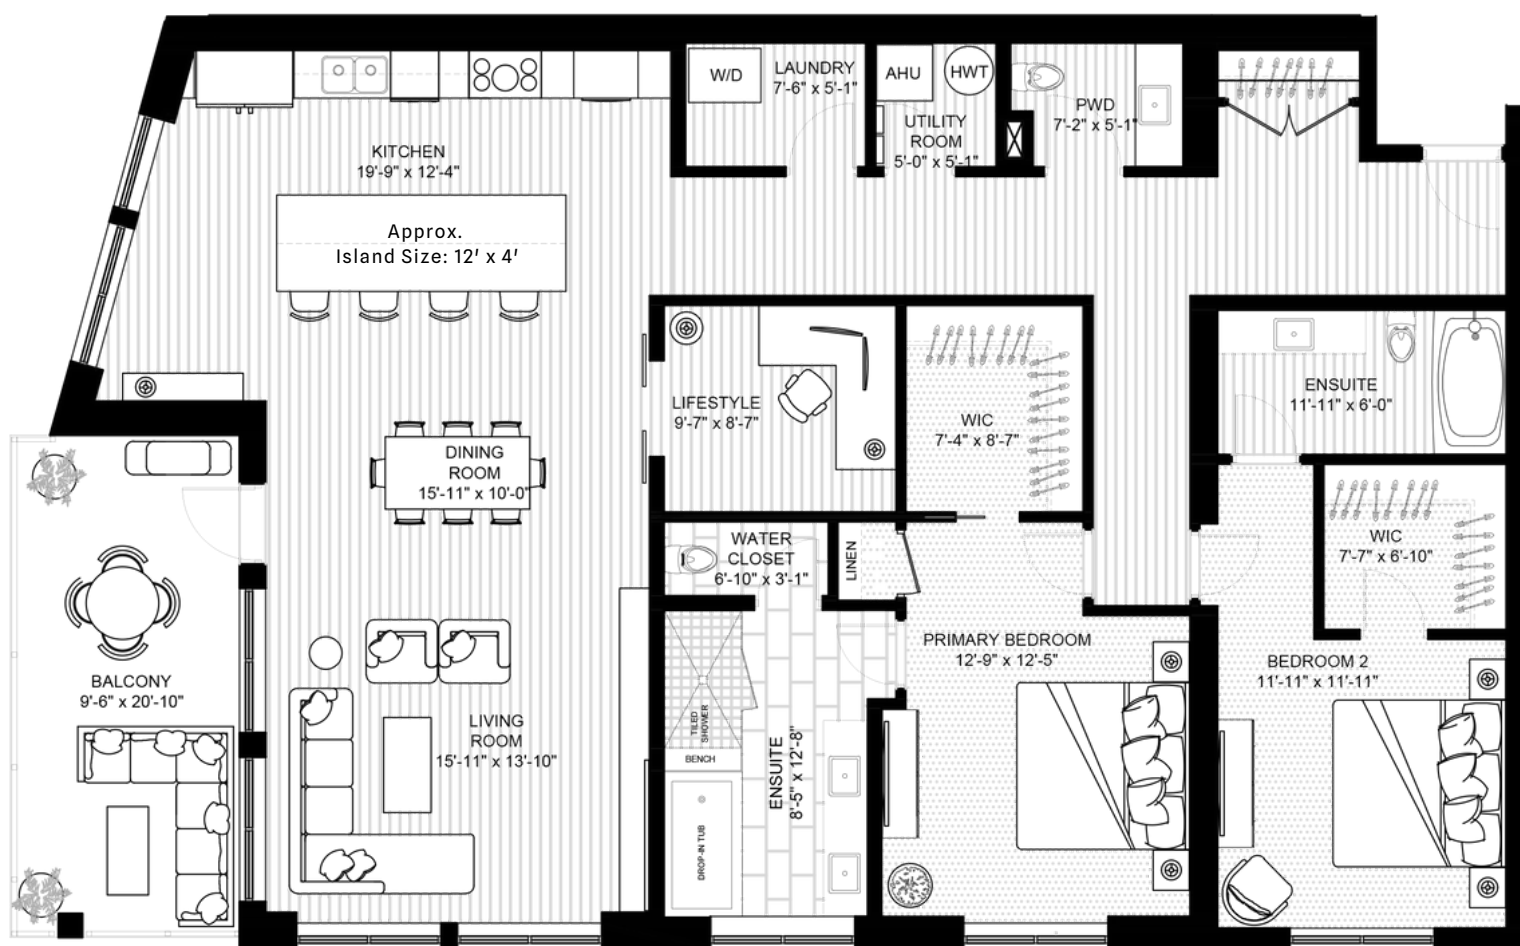 W/D
LAUNDRY
7'-6" x 5'-1"
AHU
HWT
UTILITY
ROOM
5'-0" x 5'-1"
PWD
7'-2" x 5'-1"
KITCHEN
19'-9" x 12'-4"
Approx.
Island Size: 12' x 4'
LIFESTYLE
9'-7" x 8'-7"
WIC
7'-4" x 8'-7"
ENSUITE
11'-11" x 6'-0"
DINING
ROOM
15'-11" x 10'-0"
WATER
CLOSET
6'-10" x 3'-1"
LINEN
WIC
7'-7" x 6'-10"
BALCONY
9'-6" x 20'-10"
LIVING
ROOM
15'-11" x 13'-10"
TILED
SHOWER
BENCH
DROP-IN TUB
ENSUITE
8'-5" x 12'-8"
PRIMARY BEDROOM
12'-9" x 12'-5"
BEDROOM 2
11'-11" x 11'-11"